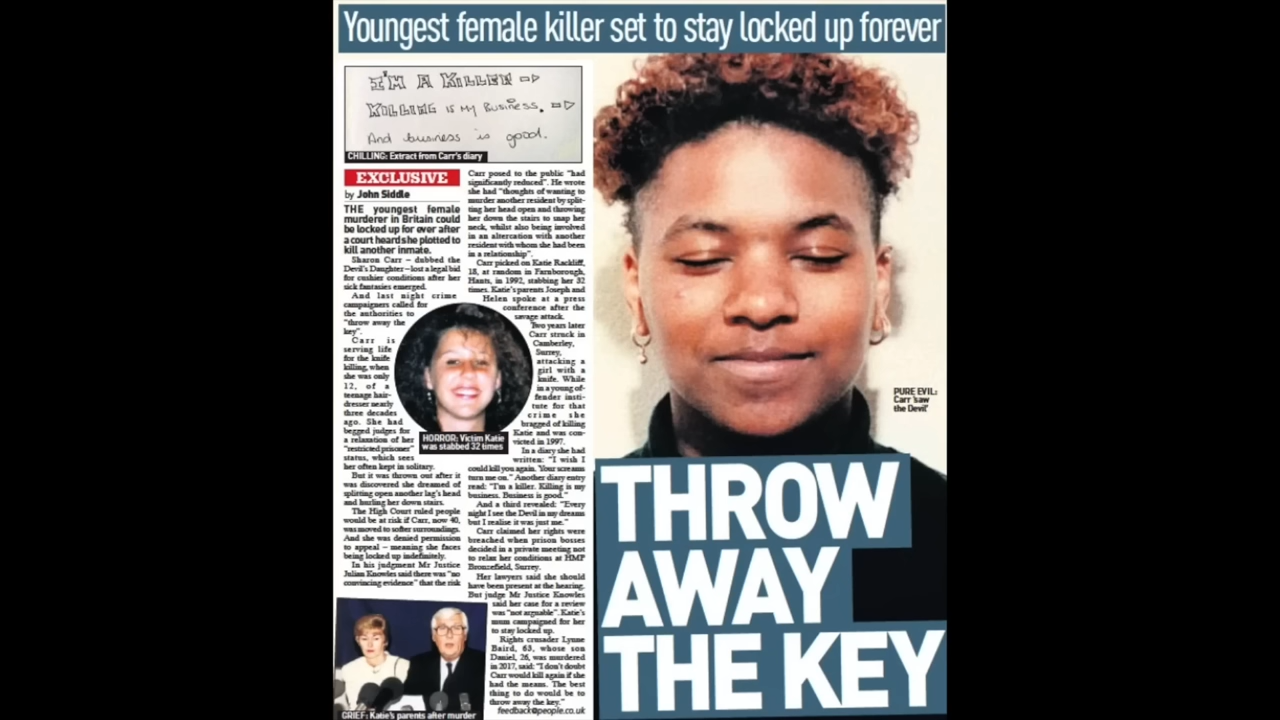 Youngest female killer set to stay locked up forever
I'M A KILLER
KILLING IS MY BUSINESS.
And business is good.
CHILLING: Extract from Carr's diary
EXCLUSIVE
by John Siddle
THE youngest female
murderer in Britain could
be locked up for ever after
a court heard she plotted to
kill another inmate.
Sharon Carr – dubbed the
Devil's Daughter – lost a legal bid
for cushier conditions after her
sick fantasies emerged.
And last night crime
campaigners called for
the authorities to
"throw away the
key".
Carr is
serving life
for the knife
killing, when
she was only
12, of a
teenage hair-
dresser nearly
three decades
ago. She had
begged judges for
a relaxation of her
"restricted prisoner"
status, which sees
her often kept in solitary.
But it was thrown out after it
was discovered she dreamed of
splitting open another lag's head
and hurling her down stairs.
The High Court ruled people
would be at risk if Carr, now 40,
was moved to softer surroundings.
And she was denied permission
to appeal – meaning she faces
being locked up indefinitely.
In his judgment Mr Justice
Julian Knowles said there was "no
convincing evidence" that the risk
Carr posed to the public "had
significantly reduced". He wrote
she had "thoughts of wanting to
murder another resident by split-
ting her head open and throwing
her down the stairs to snap her
neck, whilst also being involved
in an altercation with another
resident with whom she had been
in a relationship".
Carr picked on Katie Rackliff,
18, at random in Farnborough,
Hants, in 1992, stabbing her 32
times. Katie's parents Joseph and
Helen spoke at a press
conference after the
savage attack.
Two years later
Carr struck in
Camberley,
Surrey,
attacking a
girl with a
knife. While
in a young of-
fender insti-
tute for that
crime she
bragged of killing
Katie and was con-
victed in 1997.
In a diary she had
written: "I wish I
could kill you again. Your screams
turn me on." Another diary entry
read: "I'm a killer. Killing is my
business. Business is good."
And a third revealed: "Every
night I see the Devil in my dreams
but I realise it was just me."
Carr claimed her rights were
breached when prison bosses
decided in a private meeting not
to relax her conditions at HMP
Bronzefield, Surrey.
Her lawyers said she should
have been present at the hearing.
But judge Mr Justice Knowles
said her case for a review
was "not arguable". Katie's
mum campaigned for her
to stay locked up.
Rights crusader Lynne
Baird, 63, whose son
Daniel, 26, was murdered
in 2017, said: "I don't doubt
Carr would kill again if she
had the means. The best
thing to do would be to
throw away the key."
feedback@people.co.uk
HORROR: Victim Katie
was stabbed 32 times
GRIEF: Katie's parents after murder
PURE EVIL:
Carr 'saw
the Devil'
THROW
AWAY
THE KEY